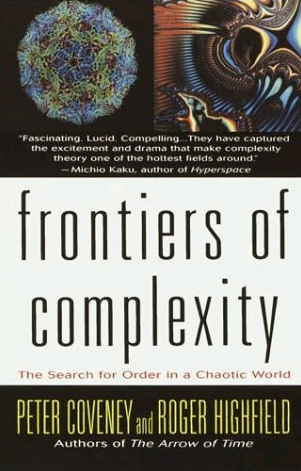 "Fascinating. Lucid. Compelling...They have captured
the excitement and drama that make complexity
theory one of the hottest fields around."
—Michio Kaku, author of Hyperspace
frontiers of
complexity
The Search for Order in a Chaotic World
PETER COVENEY and ROGER HIGHFIELD
Authors of The Arrow of Time